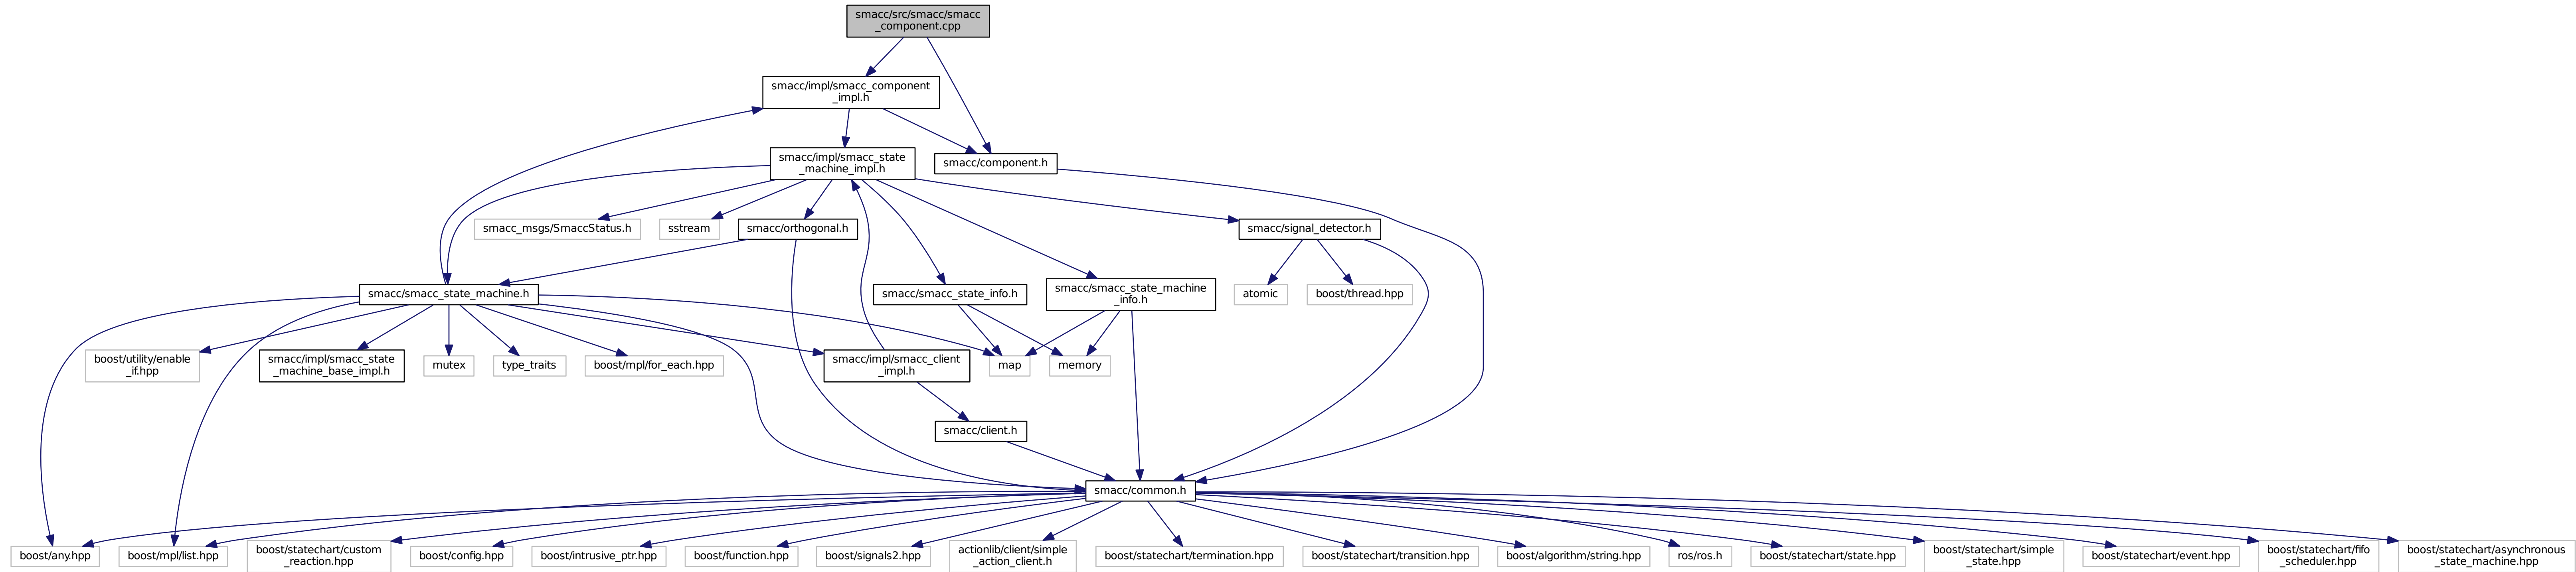 smacc/src/smacc/smacc
_component.cpp
smacc/impl/smacc_component
_impl.h
smacc/impl/smacc_state
_machine_impl.h
smacc/component.h
smacc_msgs/SmaccStatus.h
sstream
smacc/orthogonal.h
smacc/signal_detector.h
smacc/smacc_state_machine.h
smacc/smacc_state_info.h
smacc/smacc_state_machine
_info.h
atomic
boost/thread.hpp
boost/utility/enable
_if.hpp
smacc/impl/smacc_state
_machine_base_impl.h
mutex
type_traits
boost/mpl/for_each.hpp
smacc/impl/smacc_client
_impl.h
map
memory
smacc/client.h
smacc/common.h
boost/any.hpp
boost/mpl/list.hpp
boost/statechart/custom
_reaction.hpp
boost/config.hpp
boost/intrusive_ptr.hpp
boost/function.hpp
boost/signals2.hpp
actionlib/client/simple
_action_client.h
boost/statechart/termination.hpp
boost/statechart/transition.hpp
boost/algorithm/string.hpp
ros/ros.h
boost/statechart/state.hpp
boost/statechart/simple
_state.hpp
boost/statechart/event.hpp
boost/statechart/fifo
_scheduler.hpp
boost/statechart/asynchronous
_state_machine.hpp